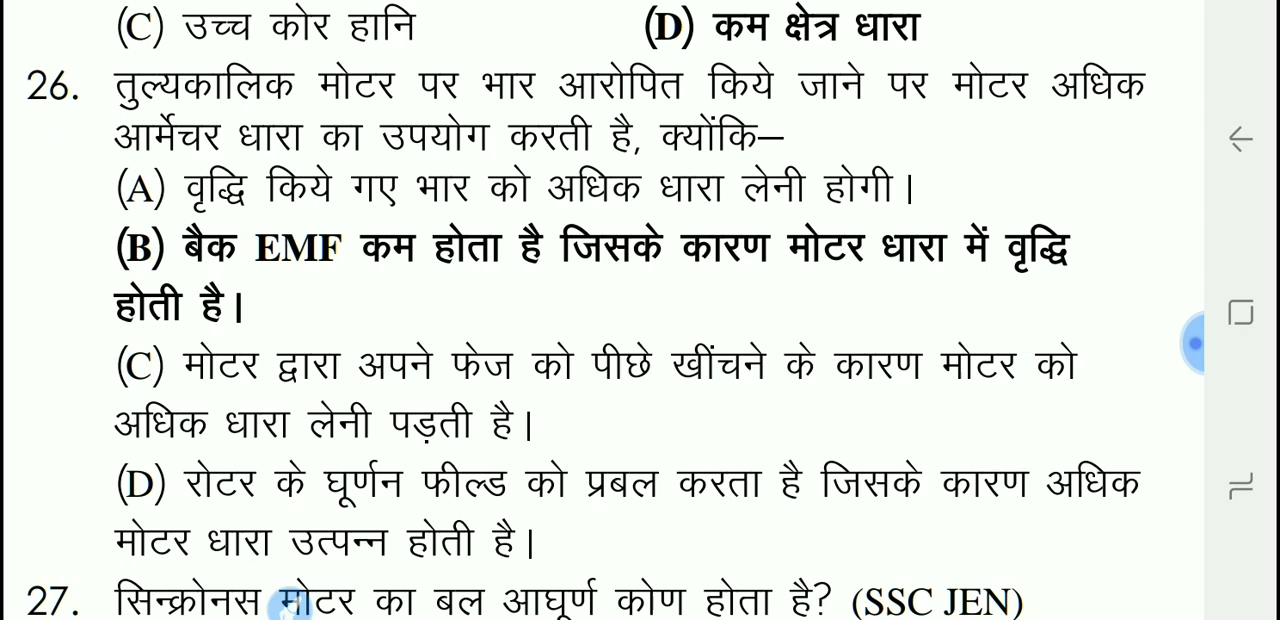 (C) उच्च कोर हानि (D) कम क्षेत्र धारा
26. तुल्यकालिक मोटर पर भार आरोपित किये जाने पर मोटर अधिक
आर्मेचर धारा का उपयोग करती है, क्योंकि–
(A) वृद्धि किये गए भार को अधिक धारा लेनी होगी।
(B) बैक EMF कम होता है जिसके कारण मोटर धारा में वृद्धि
होती है।
(C) मोटर द्वारा अपने फेज को पीछे खींचने के कारण मोटर को
अधिक धारा लेनी पड़ती है।
(D) रोटर के घूर्णन फील्ड को प्रबल करता है जिसके कारण अधिक
मोटर धारा उत्पन्न होती है।
27. सिन्क्रोनस मोटर का बल आघूर्ण कोण होता है? (SSC JEN)